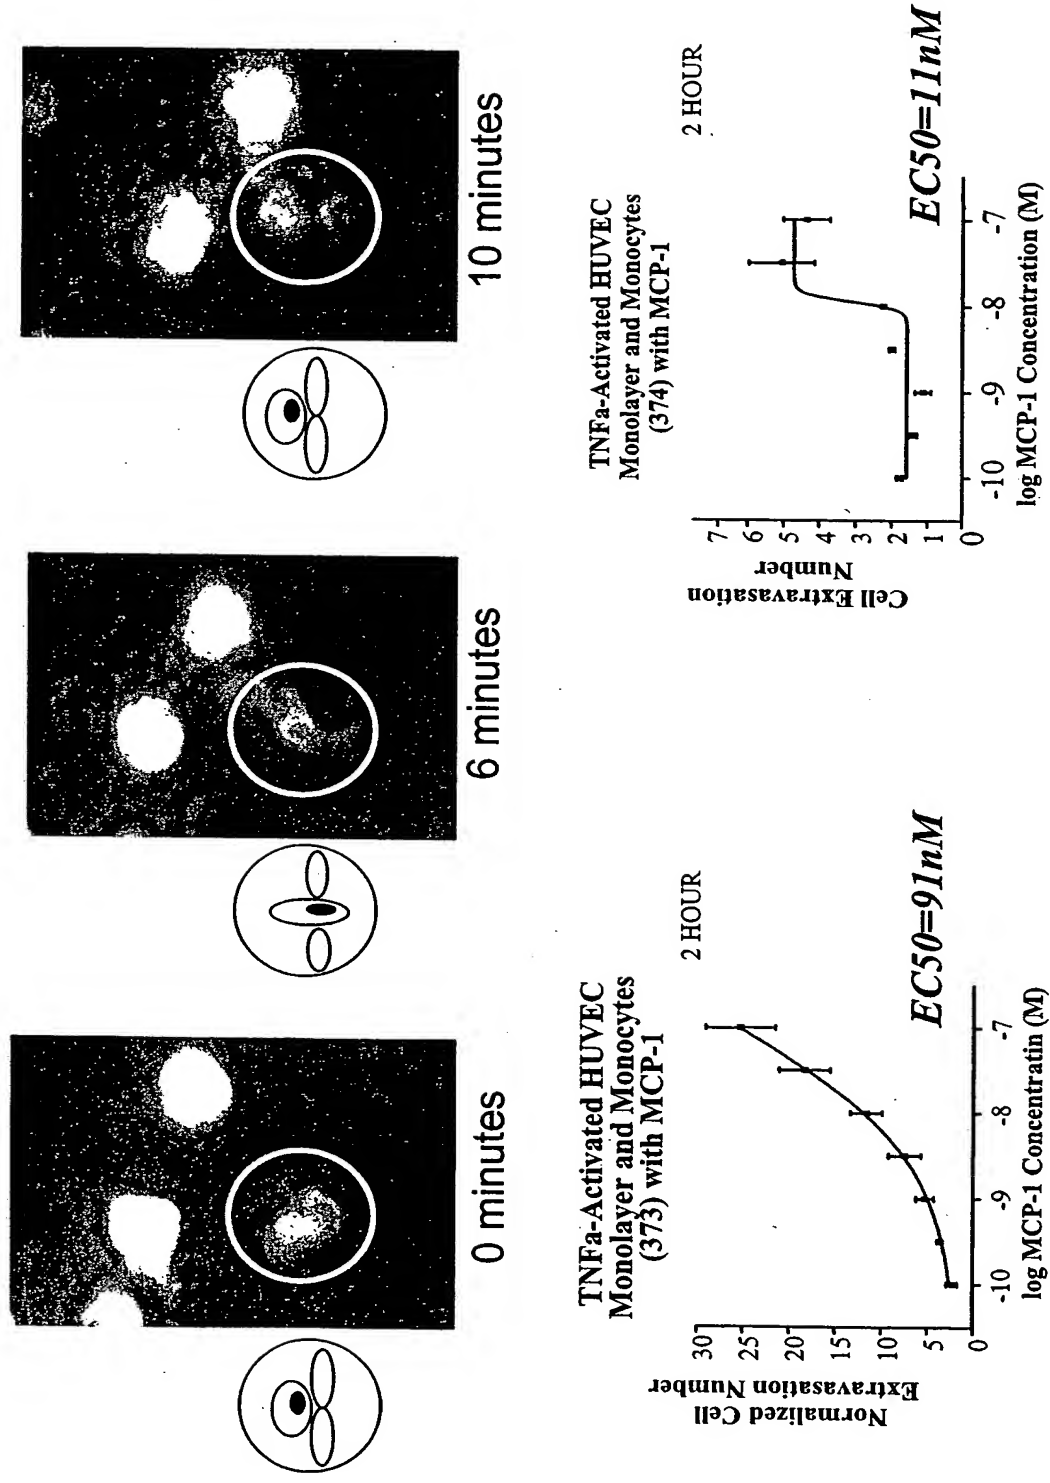 0 minutes
6 minutes
10 minutes
TNFa-Activated HUVEC
Monolayer and Monocytes
(373) with MCP-1
2 HOUR
Normalized Cell
Extravasation Number
30
25
20
15
10
5
0
-10
-9
-8
-7
log MCP-1 Concentratin (M)
EC50=91nM
TNFa-Activated HUVEC
Monolayer and Monocytes
(374) with MCP-1
2 HOUR
Cell Extravasation
Number
7
6
5
4
3
2
1
0
-10
-9
-8
-7
log MCP-1 Concentration (M)
EC50=11nM